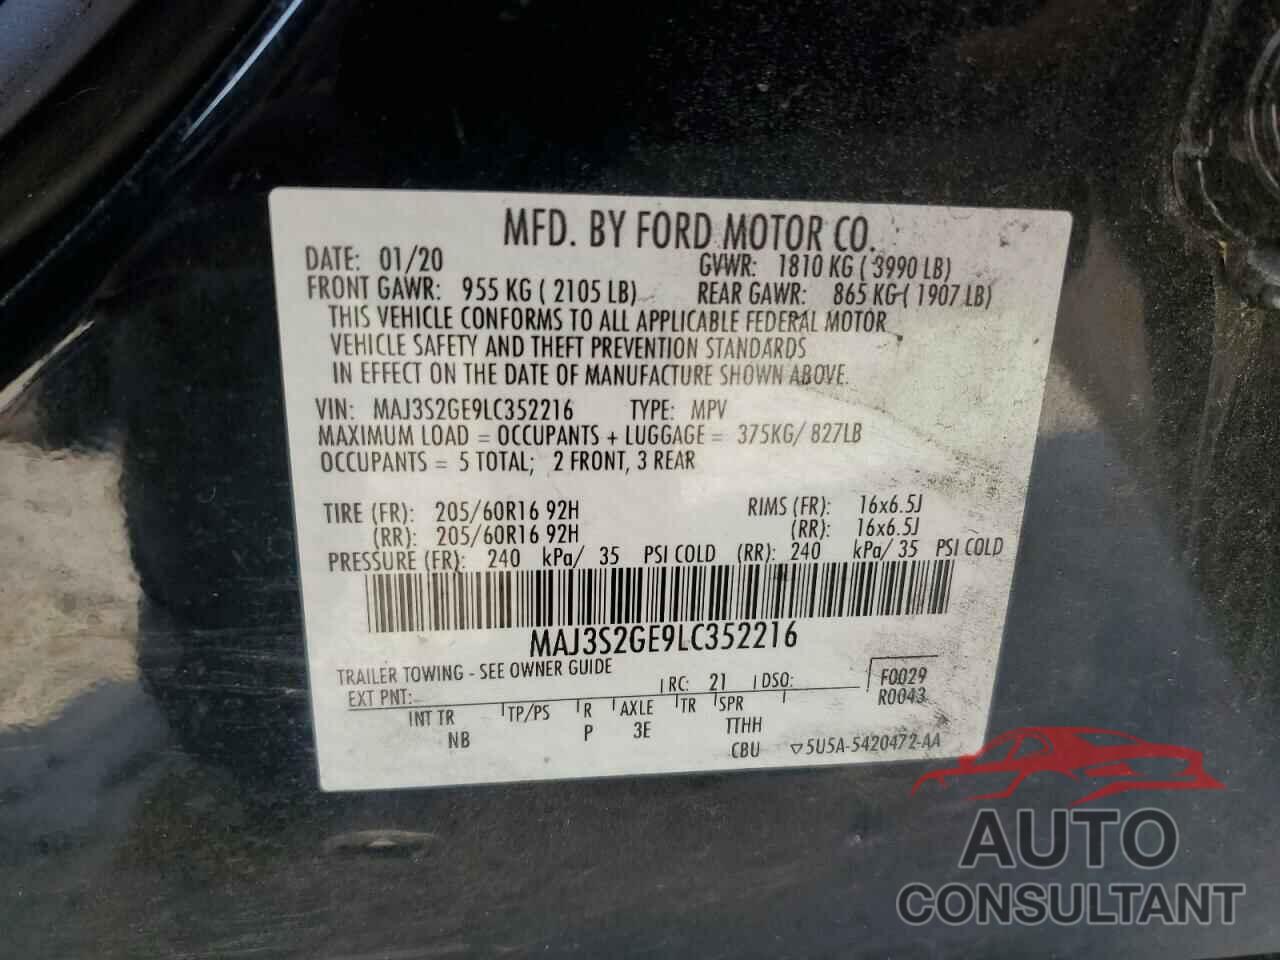 MFD. BY FORD MOTOR CO.
DATE: 01/20 GVWR: 1810 KG ( 3990 LB)
FRONT GAWR: 955 KG ( 2105 LB) REAR GAWR: 865 KG ( 1907 LB)
THIS VEHICLE CONFORMS TO ALL APPLICABLE FEDERAL MOTOR
VEHICLE SAFETY AND THEFT PREVENTION STANDARDS
IN EFFECT ON THE DATE OF MANUFACTURE SHOWN ABOVE.
VIN: MAJ3S2GE9LC352216 TYPE: MPV
MAXIMUM LOAD = OCCUPANTS + LUGGAGE = 375KG/ 827LB
OCCUPANTS = 5 TOTAL; 2 FRONT, 3 REAR
TIRE (FR): 205/60R16 92H RIMS (FR): 16x6.5J
(RR): 205/60R16 92H (RR): 16x6.5J
PRESSURE (FR): 240 kPa/ 35 PSI COLD (RR): 240 kPa/ 35 PSI COLD
MAJ3S2GE9LC352216
TRAILER TOWING - SEE OWNER GUIDE
EXT PNT: RC: 21 DSO: F0029
R0043
INT TR TP/PS R AXLE TR SPR
NB P 3E TTHH
CBU ▽5U5A-5420472-AA
AUTO
CONSULTANT